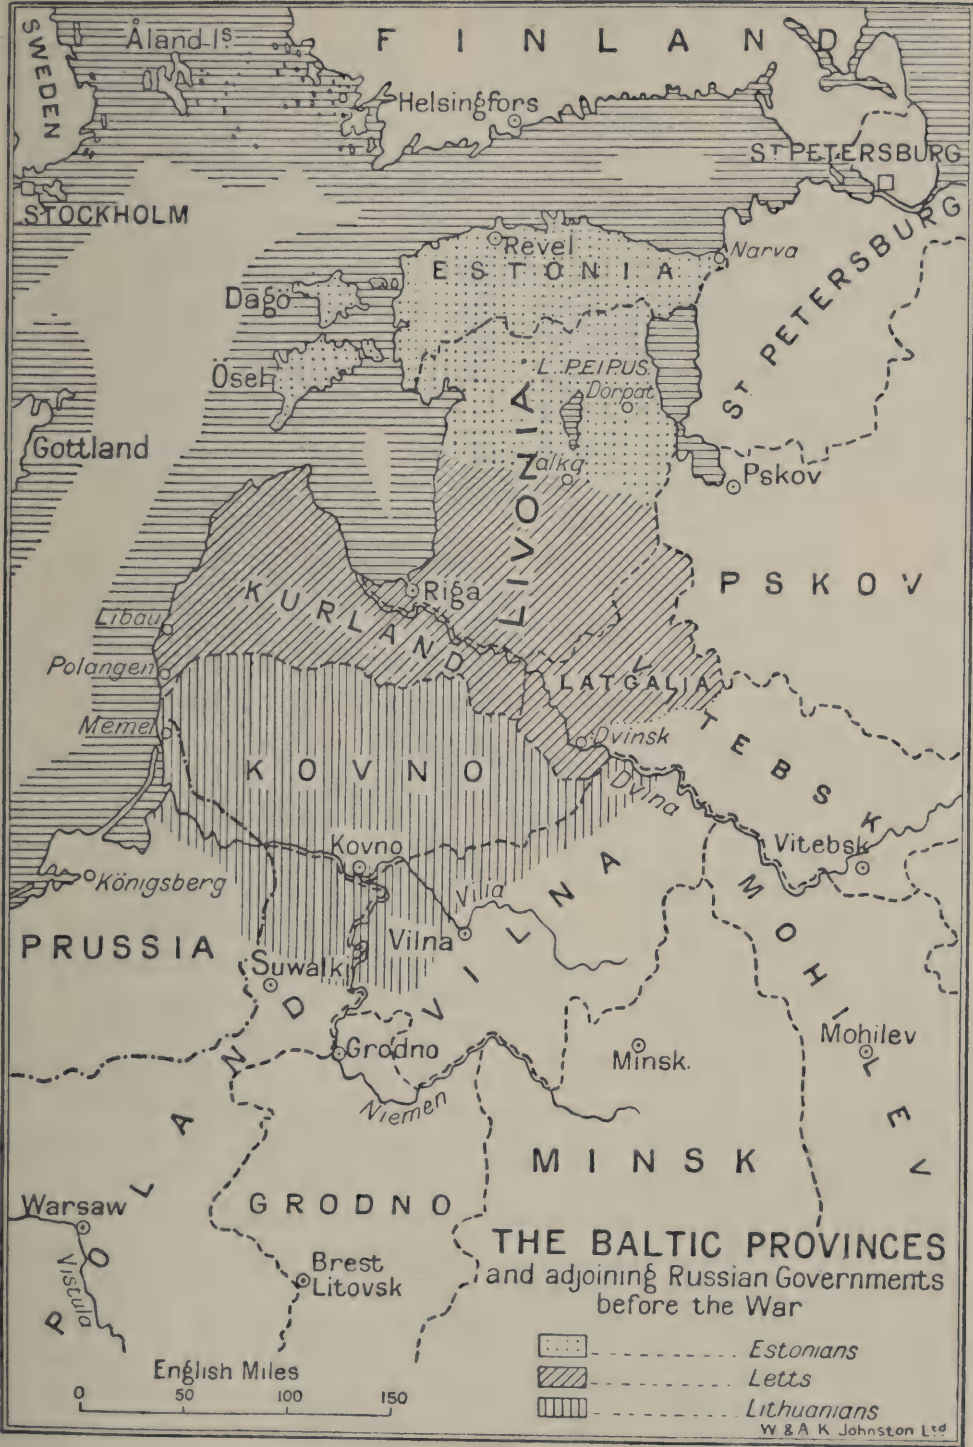 SWEDEN
Åland Iˢ
FINLAND
Helsingfors
Sᵀ PETERSBURG
STOCKHOLM
Sᵀ PETERSBURG
Revel
Narva
ESTONIA
Dagö
Ösel
L. PEIPUS
Dorpat
Gottland
LIVONIA
Pskov
PSKOV
KURLAND
Riga
Libau
Polangen
LATGALIA
VITEBSK
Memel
Dvinsk
Dvina
KOVNO
Kovno
Vitebsk
Königsberg
Vilia
VILNA
Vilna
PRUSSIA
Suwalki
MOHILEV
Mohilev
Grodno
Minsk.
Niemen
POLAND
MINSK
GRODNO
Warsaw
Vistula
Brest
Litovsk
THE BALTIC PROVINCES
and adjoining Russian Governments
before the War
Estonians
Letts
Lithuanians
English Miles
0 50 100 150
W & A K Johnston Lᵗᵈ